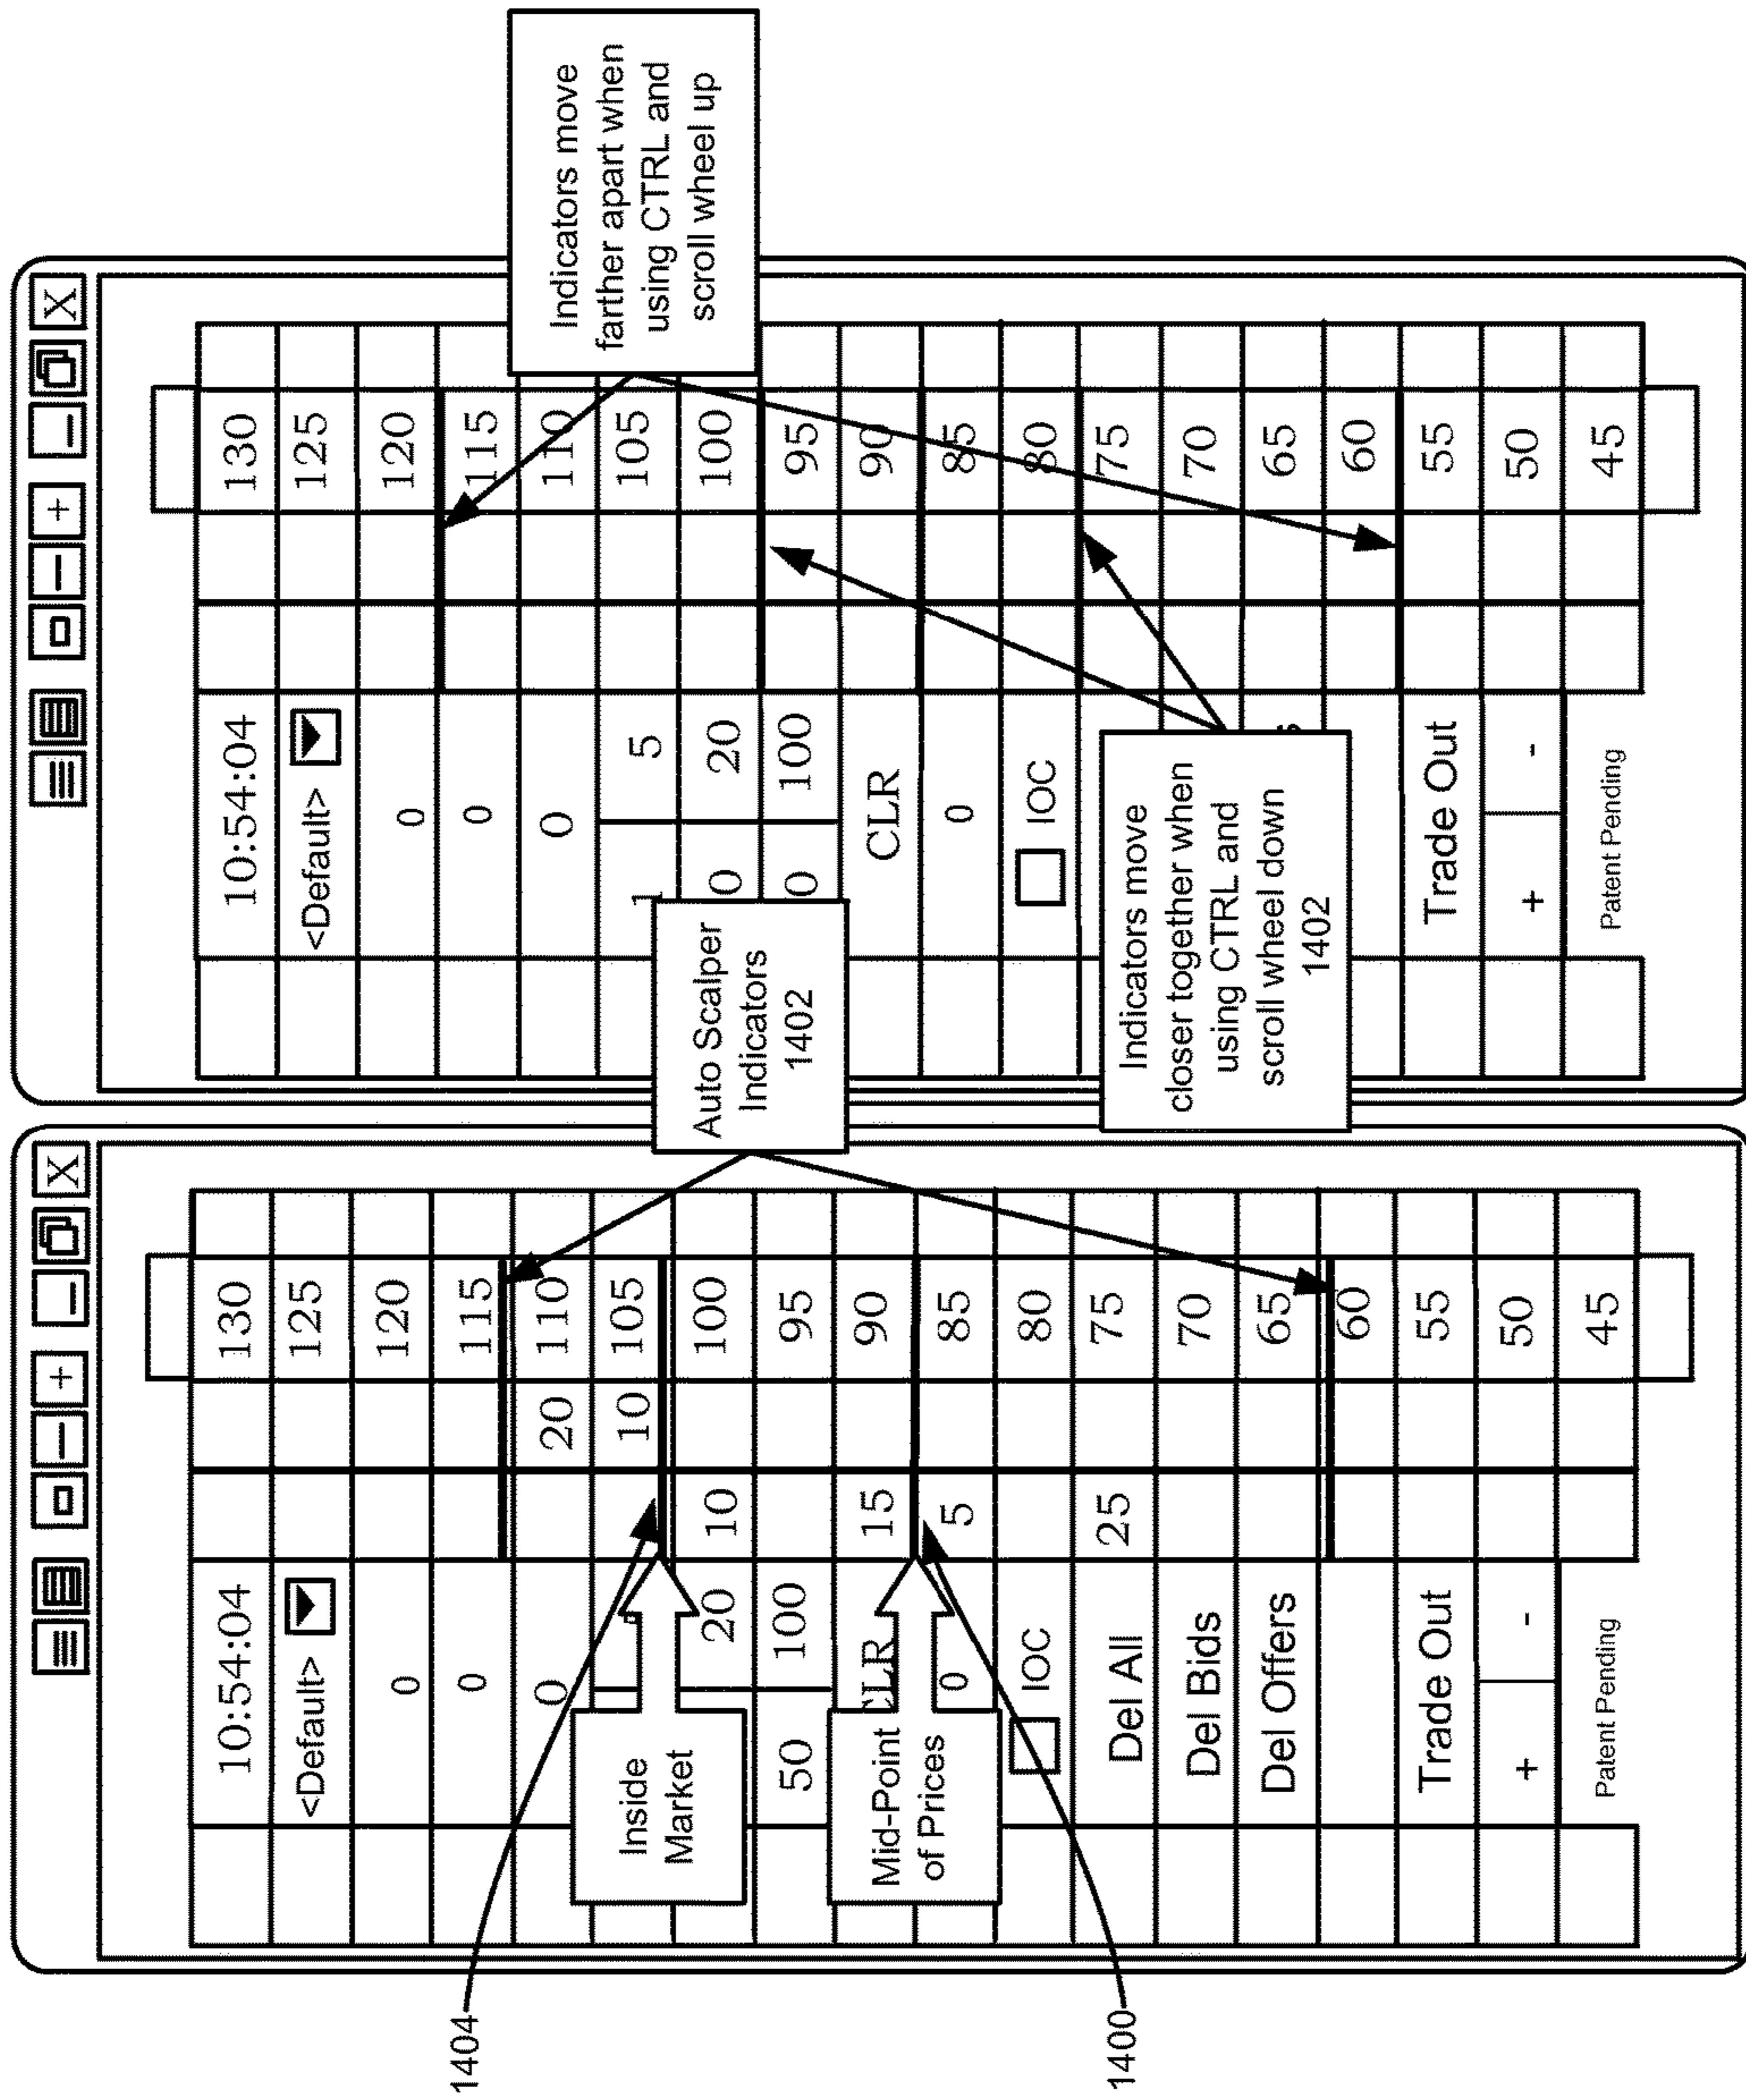 − + _ X
10:54:04 130
<Default> 125
0 120
0 115
0 20 110
10 105
20 10 100
50 100 95
CLR 15 90
0 5 85
IOC 80
Del All 25 75
Del Bids 70
Del Offers 65
60
Trade Out 55
+ - 50
Patent Pending 45
1404
Inside
Market
Mid-Point
of Prices
1400
Auto Scalper
Indicators
1402
− + _ X
10:54:04 130
<Default> 125
0 120
0 115
0 110
1 5 105
0 20 100
0 100 95
CLR 90
0 85
IOC 80
75
70
65
60
Trade Out 55
+ - 50
Patent Pending 45
Indicators move
farther apart when
using CTRL and
scroll wheel up
Indicators move
closer together when
using CTRL and
scroll wheel down
1402